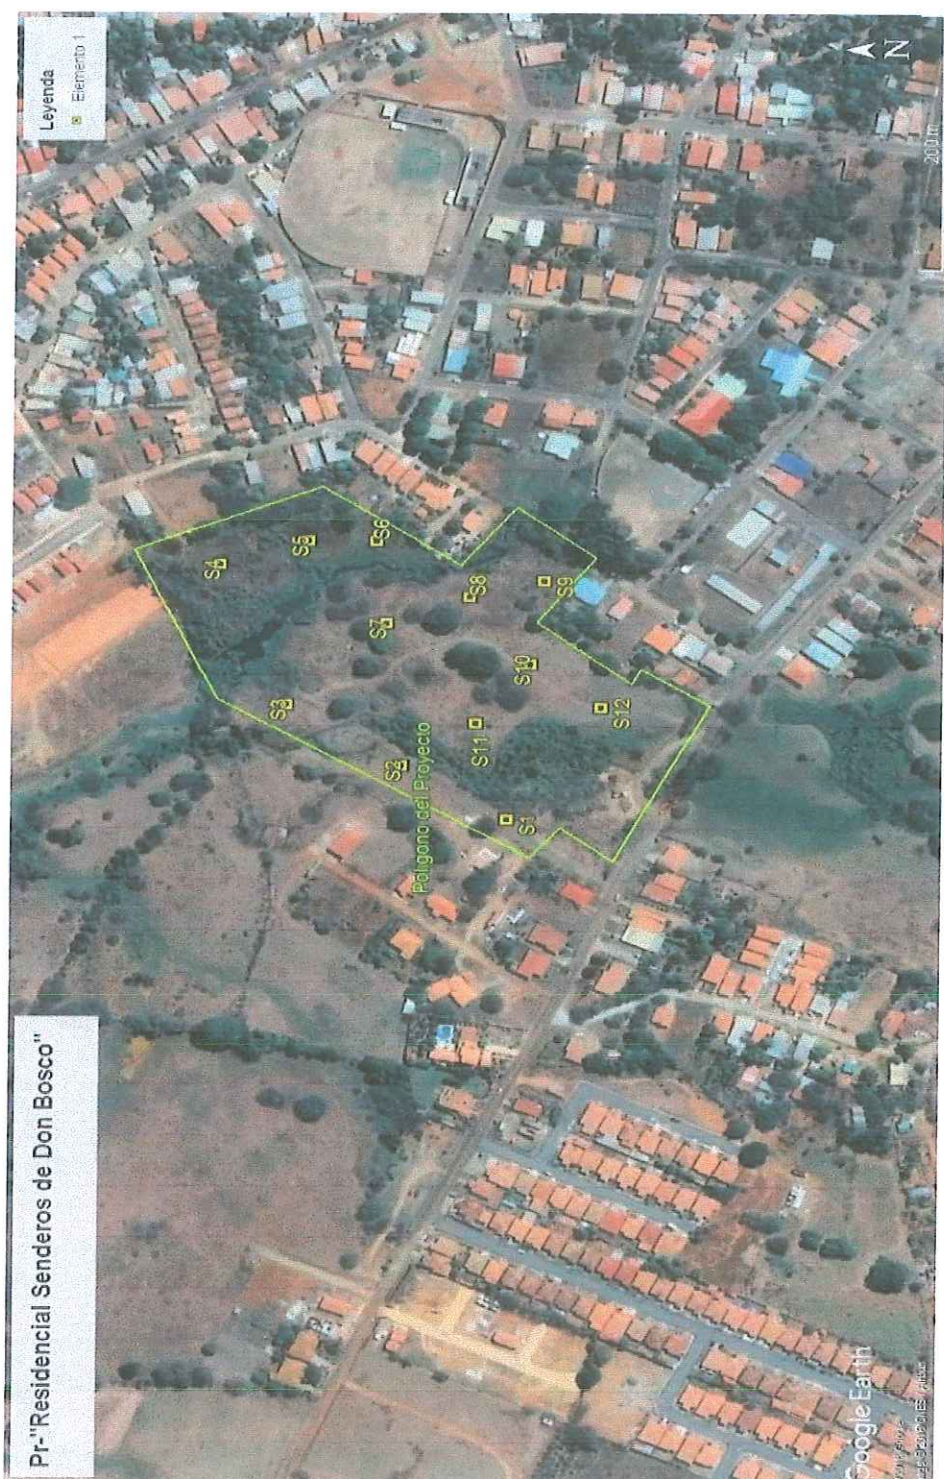 Pr-"Residencial Senderos de Don Bosco"
Leyenda
Elemento 1
S4
S5
S6
S3
S7
S8
S9
S2
S10
Polígono del Proyecto
S11
S12
S1
N
200 m
Google Earth